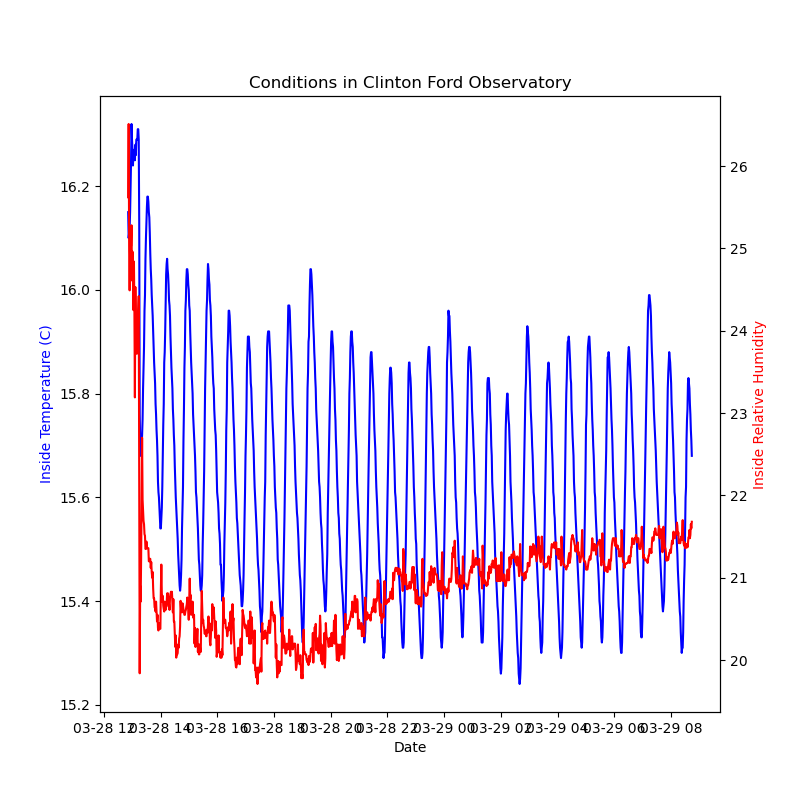 Conditions in Clinton Ford Observatory
Inside Temperature (C)
16.2
16.0
15.8
15.6
15.4
15.2
26
25
24
23
22
21
20
Inside Relative Humidity
03-28 12 03-28 14 03-28 16 03-28 18 03-28 20 03-28 22 03-29 00 03-29 02 03-29 04 03-29 06 03-29 08
Date